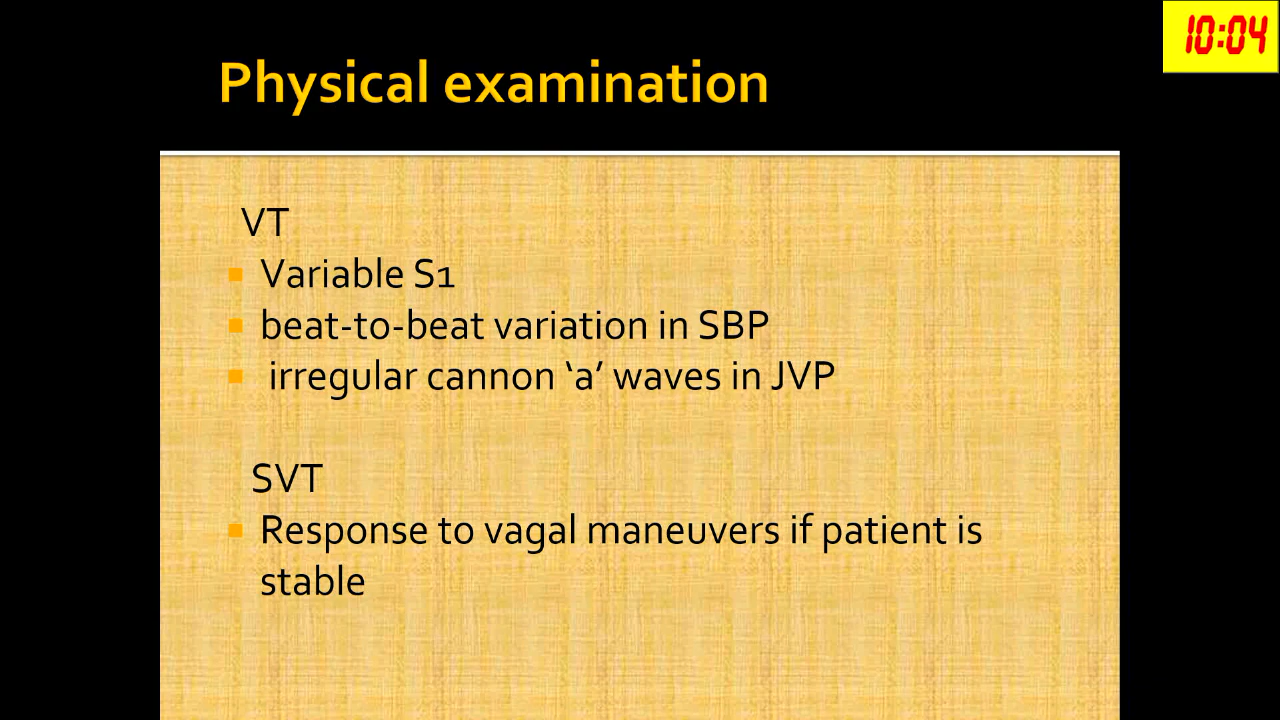 10:04
Physical examination
VT
Variable S1
beat-to-beat variation in SBP
irregular cannon ‘a’ waves in JVP
SVT
Response to vagal maneuvers if patient is
stable